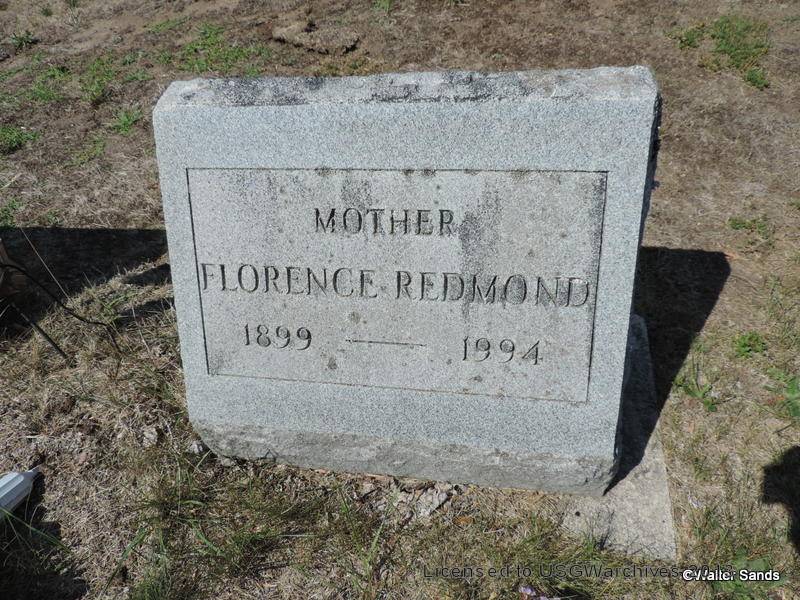 MOTHER
FLORENCE REDMOND
1899 — 1994
Licensed to USGWarchives
©Walter Sands